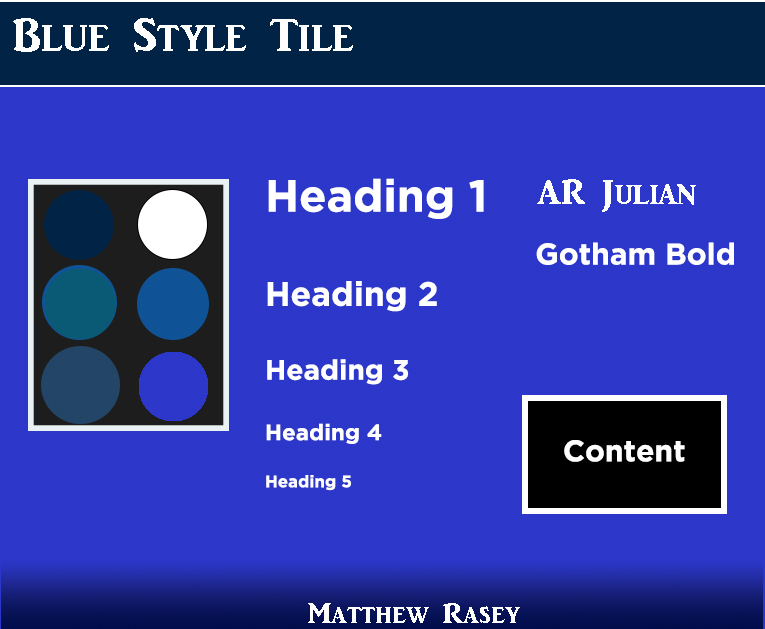 Blue Style Tile
Heading 1
Heading 2
Heading 3
Heading 4
Heading 5
AR Julian
Gotham Bold
Content
Matthew Rasey